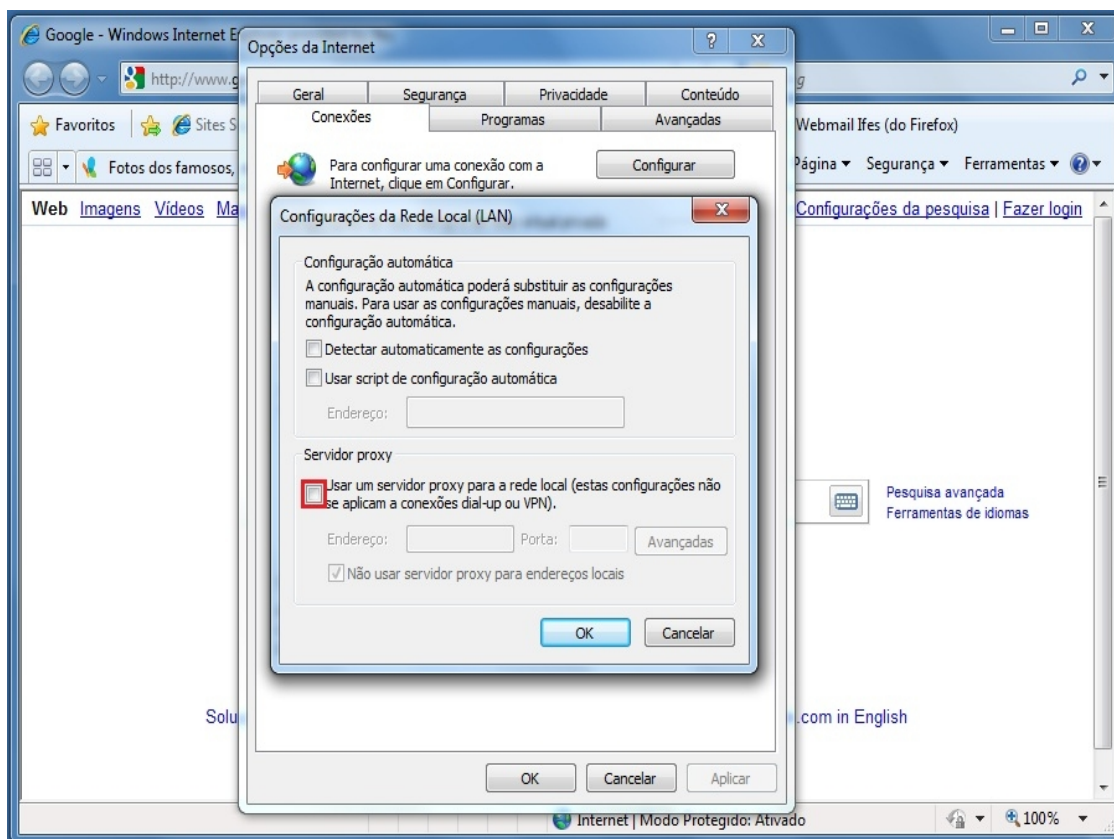 Google - Windows Internet E
Opções da Internet
http://www.g
g
Geral
Segurança
Privacidade
Conteúdo
Conexões
Programas
Avançadas
Favoritos
Sites S
Webmail Ifes (do Firefox)
Fotos dos famosos,
Página
Segurança
Ferramentas
Para configurar uma conexão com a
Internet, clique em Configurar.
Configurar
Web Imagens Vídeos Ma
Configurações da pesquisa | Fazer login
Configurações da Rede Local (LAN)
Configuração automática
A configuração automática poderá substituir as configurações
manuais. Para usar as configurações manuais, desabilite a
configuração automática.
Detectar automaticamente as configurações
Usar script de configuração automática
Endereço:
Servidor proxy
Usar um servidor proxy para a rede local (estas configurações não
se aplicam a conexões dial-up ou VPN).
Endereço:
Porta:
Avançadas
Não usar servidor proxy para endereços locais
OK
Cancelar
Pesquisa avançada
Ferramentas de idiomas
Solu
.com in English
OK
Cancelar
Aplicar
Internet | Modo Protegido: Ativado
100%